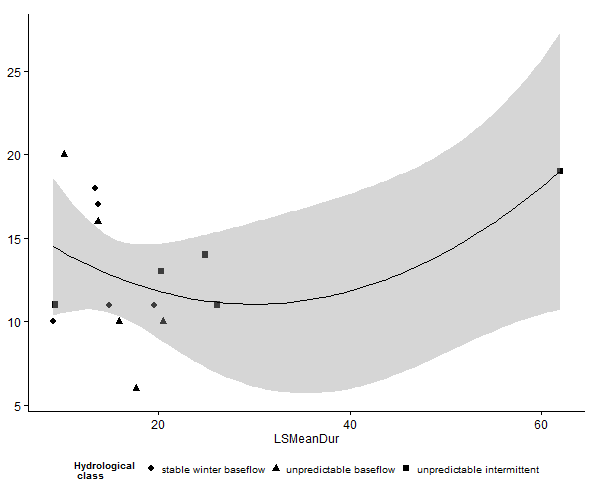 25
20
15
10
5
20 40 60
LSMeanDur
Hydrological class stable winter baseflow unpredictable baseflow unpredictable intermittent